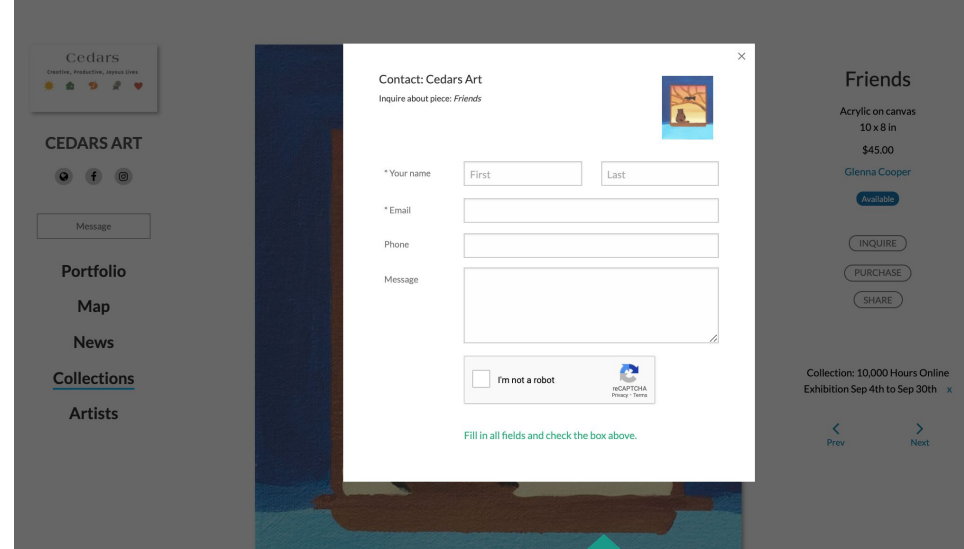 Cedars
Creative, Productive, Joyous Lives
CEDARS ART
Message
Portfolio
Map
News
Collections
Artists
×
Contact: Cedars Art
Inquire about piece: Friends
* Your name
First
Last
* Email
Phone
Message
I'm not a robot
reCAPTCHA
Privacy - Terms
Fill in all fields and check the box above.
Friends
Acrylic on canvas
10 x 8 in
$45.00
Glenna Cooper
Available
INQUIRE
PURCHASE
SHARE
Collection: 10,000 Hours Online
Exhibition Sep 4th to Sep 30th x
Prev
Next